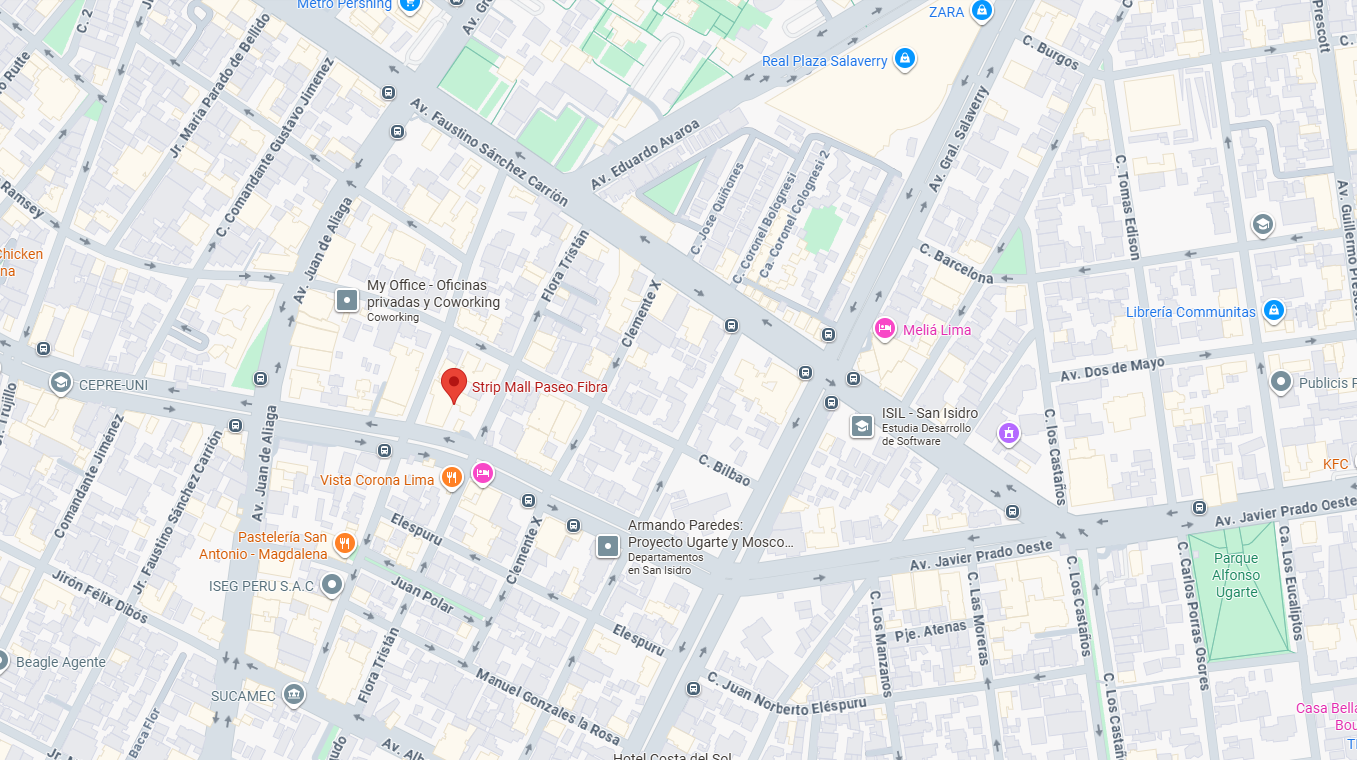 Metro Pershing
ZARA
Real Plaza Salaverry
C. Burgos
Prescott
C. 2
Jr. María Parado de Bellido
C. Comandante Gustavo Jimenez
Av. Faustino Sánchez Carrión
Av. Eduardo Avaroa
Av. Gral. Salaverry
C. Tomas Edison
Av. Guillermo Prescott
Ramsey
Av. Juan de Aliaga
Flora Tristán
Clemente X
C. Jose Quiñones
C. Coronel Bolognesi
Ca. Coronel Colognesi 2
C. Barcelona
Chicken
na
My Office - Oficinas
privadas y Coworking
Coworking
Meliá Lima
Librería Communitas
Av. Dos de Mayo
Publicis
CEPRE-UNI
Strip Mall Paseo Fibra
ISIL - San Isidro
Estudia Desarrollo
de Software
C. los Castaños
KFC
Trujillo
Comandante Jiménez
Jr. Faustino Sánchez Carrión
Av. Juan de Aliaga
Vista Corona Lima
C. Bilbao
Av. Javier Prado Oeste
Pastelería San
Antonio - Magdalena
Elespuru
Clemente X
Armando Paredes:
Proyecto Ugarte y Mosco...
Departamentos
en San Isidro
Av. Javier Prado Oeste
Parque
Alfonso
Ugarte
C. Carlos Porras Osores
Ca. Los Eucaliptos
ISEG PERU S.A.C
Juan Polar
Jirón Félix Dibós
C. Los Manzanos
C. Las Moreras
C. Los Castaños
Pje. Atenas
Elespuru
Flora Tristán
Beagle Agente
SUCAMEC
Manuel Gonzales la Rosa
C. Juan Norberto Eléspuru
C. Los Castaños
Casa Bella
Bou
Baca Flor
Av. Alb
Hotel Costa del Sol